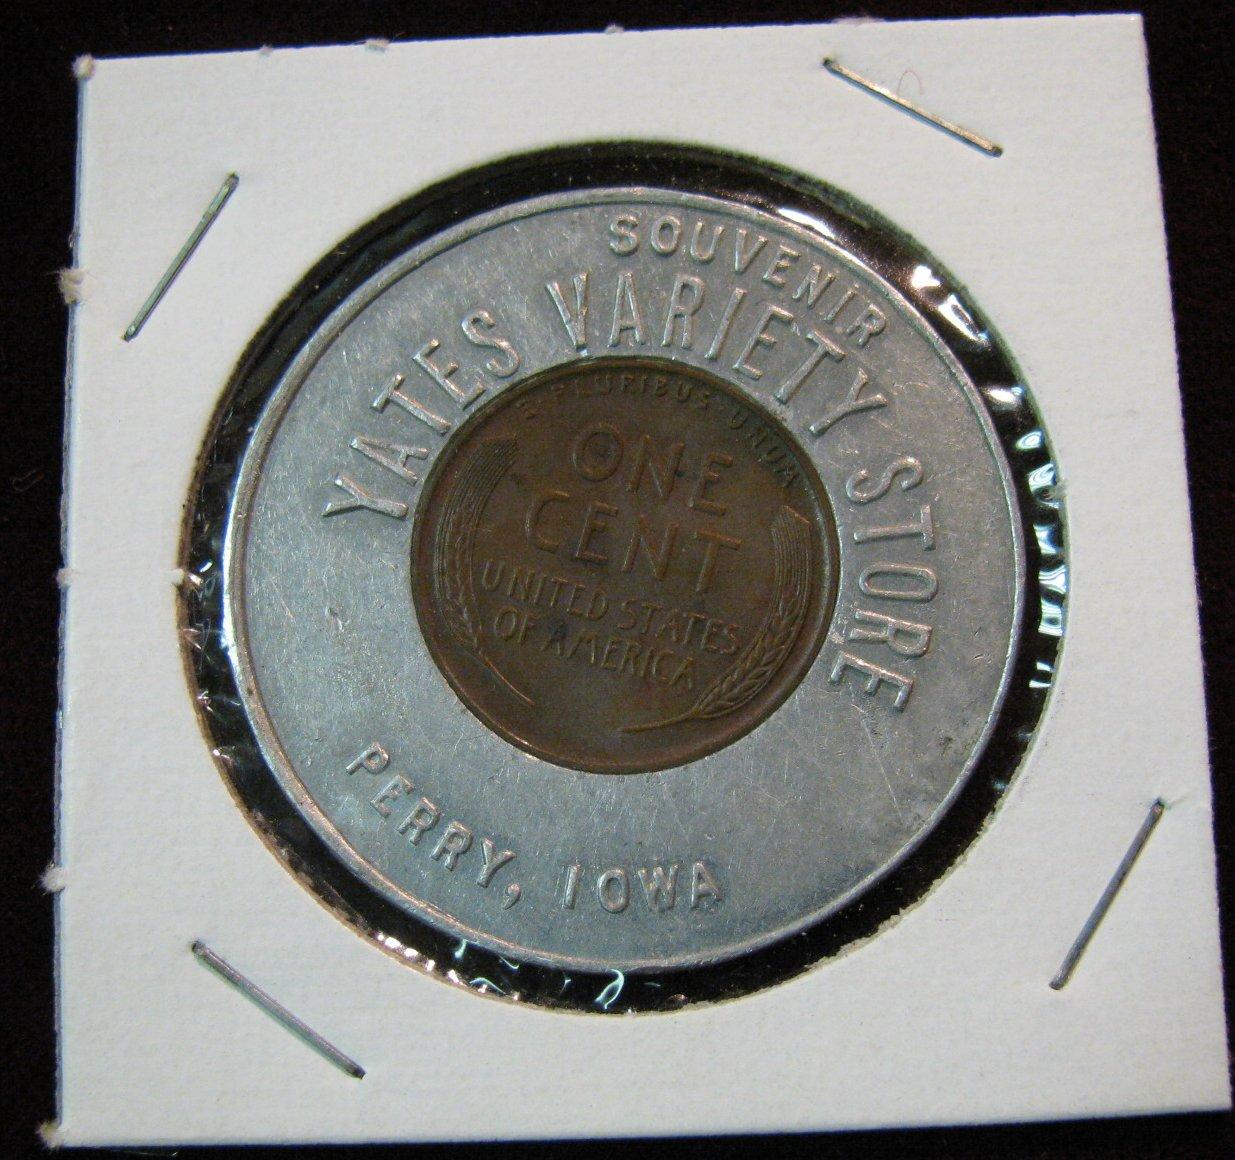 SOUVENIR
YATES VARIETY STORE
E·PLURIBUS·UNUM
ONE
CENT
UNITED STATES
OF AMERICA
PERRY, IOWA